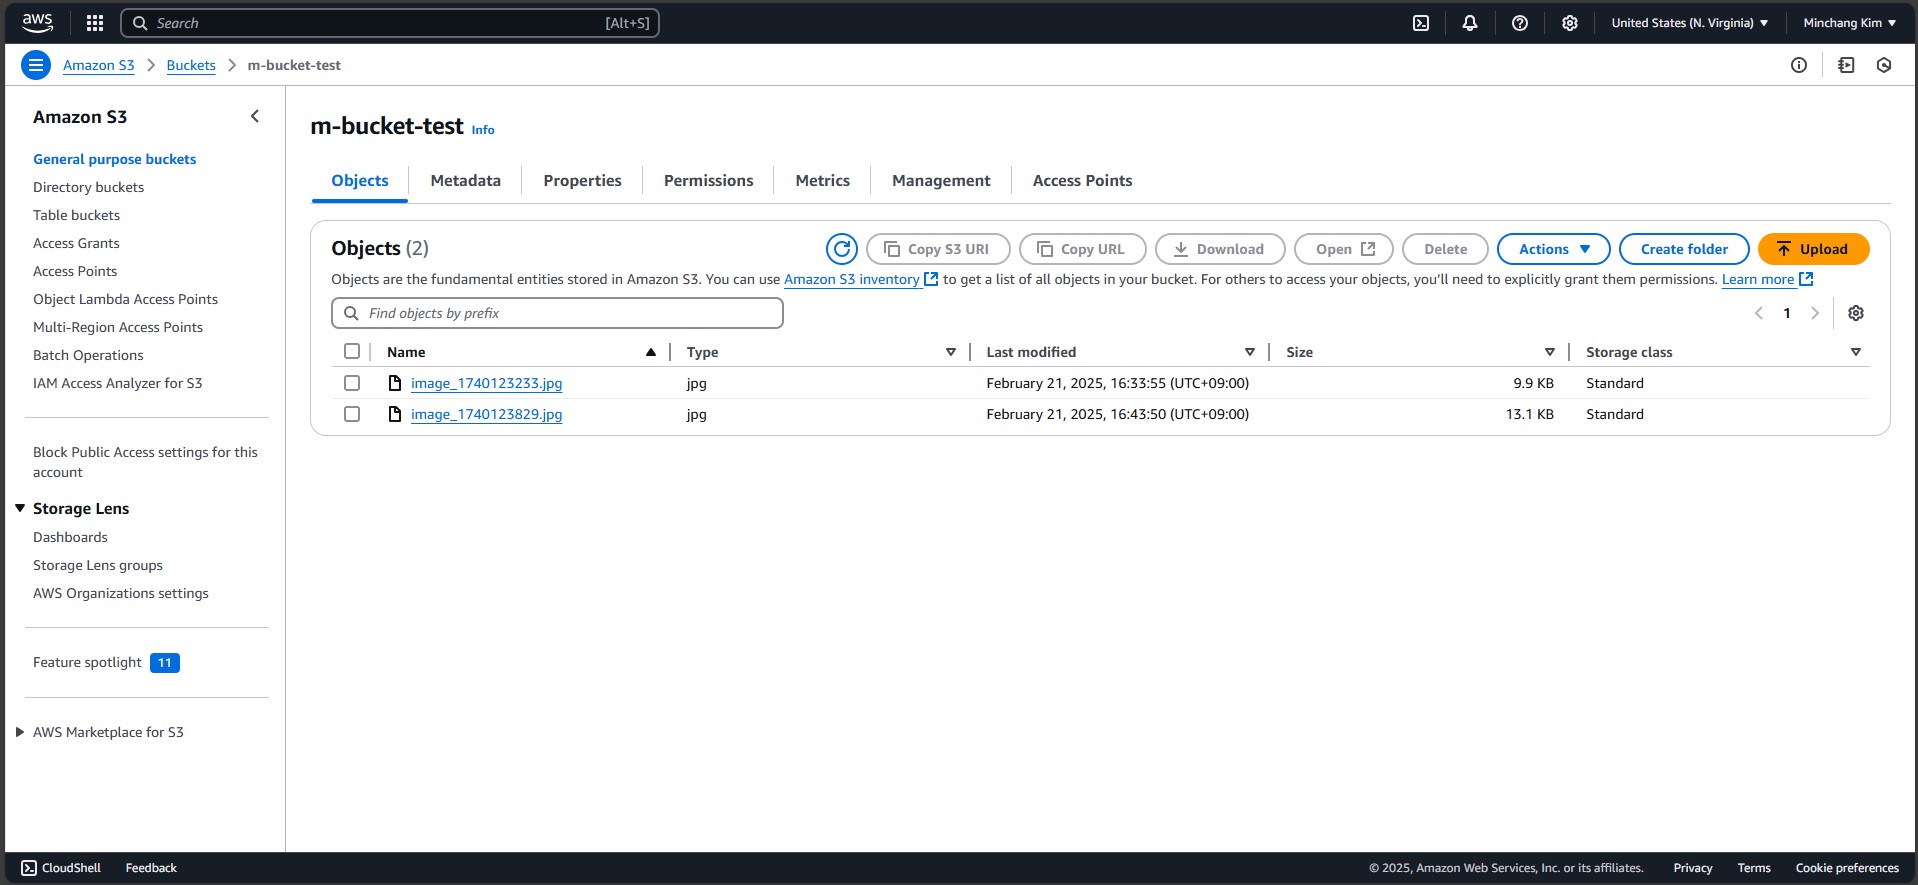 aws
Search [Alt+S]
United States (N. Virginia)
Minchang Kim
Amazon S3 Buckets m-bucket-test
Amazon S3
General purpose buckets
Directory buckets
Table buckets
Access Grants
Access Points
Object Lambda Access Points
Multi-Region Access Points
Batch Operations
IAM Access Analyzer for S3
Block Public Access settings for this
account
Storage Lens
Dashboards
Storage Lens groups
AWS Organizations settings
Feature spotlight 11
AWS Marketplace for S3
m-bucket-test Info
Objects Metadata Properties Permissions Metrics Management Access Points
Objects (2)
Copy S3 URI Copy URL Download Open Delete Actions Create folder Upload
Objects are the fundamental entities stored in Amazon S3. You can use Amazon S3 inventory to get a list of all objects in your bucket. For others to access your objects, you’ll need to explicitly grant them permissions. Learn more
Find objects by prefix
1
Name Type Last modified Size Storage class
image_1740123233.jpg jpg February 21, 2025, 16:33:55 (UTC+09:00) 9.9 KB Standard
image_1740123829.jpg jpg February 21, 2025, 16:43:50 (UTC+09:00) 13.1 KB Standard
CloudShell Feedback
© 2025, Amazon Web Services, Inc. or its affiliates. Privacy Terms Cookie preferences